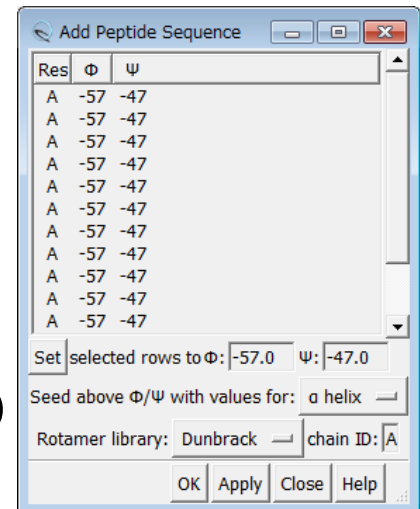 Add Peptide Sequence
Res Φ Ψ
A -57 -47
A -57 -47
A -57 -47
A -57 -47
A -57 -47
A -57 -47
A -57 -47
A -57 -47
A -57 -47
A -57 -47
A -57 -47
Set selected rows to Φ: -57.0 Ψ: -47.0
Seed above Φ/Ψ with values for: α helix
)
Rotamer library: Dunbrack chain ID: A
OK Apply Close Help